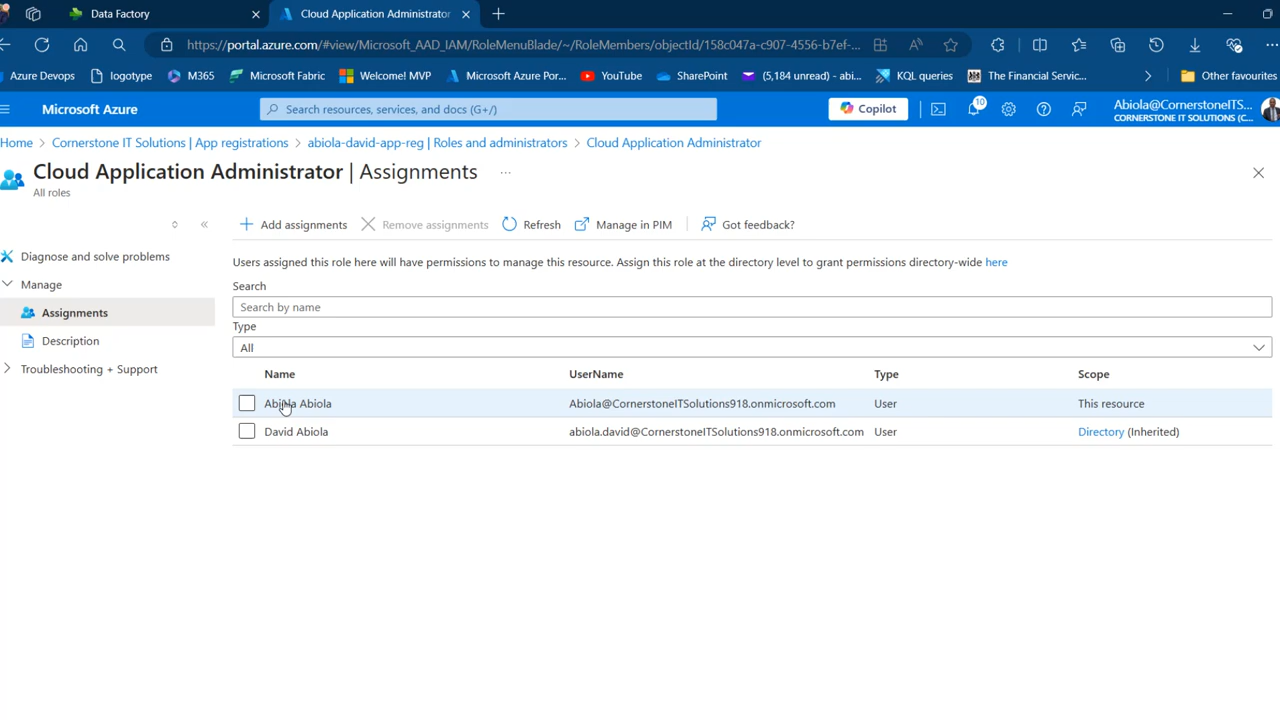 Data Factory
Cloud Application Administrator
https://portal.azure.com/#view/Microsoft_AAD_IAM/RoleMenuBlade/~/RoleMembers/objectId/158c047a-c907-4556-b7ef-...
Azure Devops
logotype
M365
Microsoft Fabric
Welcome! MVP
Microsoft Azure Por...
YouTube
SharePoint
(5,184 unread) - abi...
KQL queries
The Financial Servic...
Other favourites
Microsoft Azure
Search resources, services, and docs (G+/)
Copilot
10
Abiola@CornerstoneITS...
CORNERSTONE IT SOLUTIONS (C...
Home > Cornerstone IT Solutions | App registrations > abiola-david-app-reg | Roles and administrators > Cloud Application Administrator
Cloud Application Administrator | Assignments ...
All roles
Add assignments
Remove assignments
Refresh
Manage in PIM
Got feedback?
Diagnose and solve problems
Manage
Assignments
Description
Troubleshooting + Support
Users assigned this role here will have permissions to manage this resource. Assign this role at the directory level to grant permissions directory-wide here
Search
Search by name
Type
All
Name UserName Type Scope
Abiola Abiola Abiola@CornerstoneITSolutions918.onmicrosoft.com User This resource
David Abiola abiola.david@CornerstoneITSolutions918.onmicrosoft.com User Directory (Inherited)